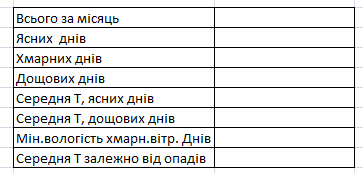 Всього за місяць
Ясних днів
Хмарних днів
Дощових днів
Середня Т, ясних днів
Середня Т, дощових днів
Мін.вологість хмарн.вітр. Днів
Середня Т залежно від опадів